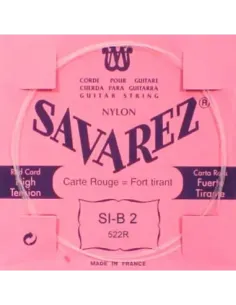 CORDE POUR GUITARE
CUERDA PARA GUITARRA
GUITAR STRING
NYLON
SAVAREZ®
Red Card
High
Tension
Carte Rouge = Fort tirant
Carta Roja
Fuerte
Tirante
SI-B 2
522R
MADE IN FRANCE